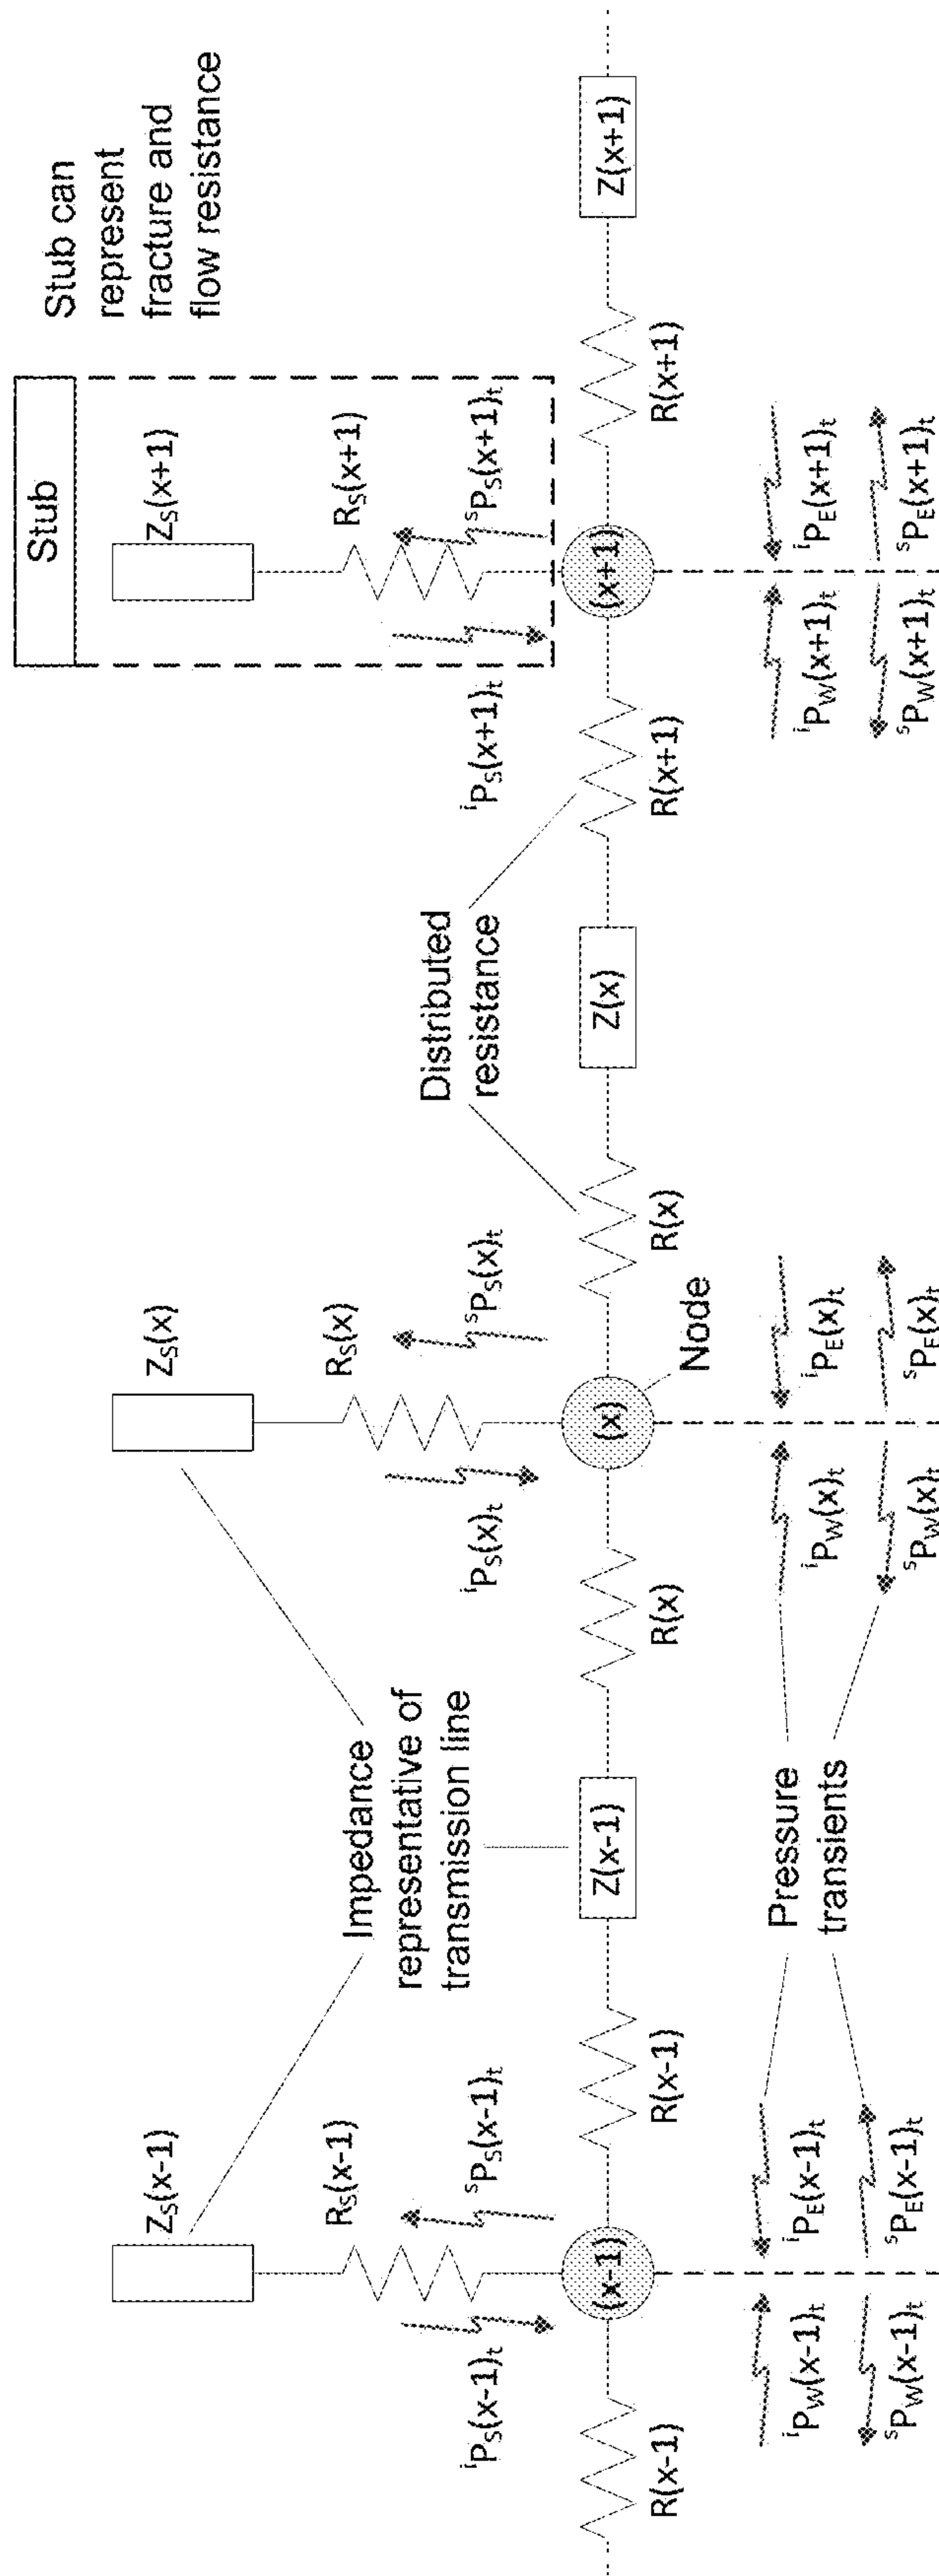 Stub can
represent
fracture and
flow resistance
Stub
Z_S(x-1)
Z_S(x)
Z_S(x+1)
R_S(x-1)
R_S(x)
R_S(x+1)
ⁱP_S(x-1)_t
ˢP_S(x-1)_t
ⁱP_S(x)_t
ˢP_S(x)_t
ⁱP_S(x+1)_t
ˢP_S(x+1)_t
Impedance
representative of
transmission line
Distributed
resistance
(x-1)
Z(x-1)
(x)
Z(x)
(x+1)
Z(x+1)
R(x-1)
R(x-1)
R(x)
R(x)
R(x+1)
R(x+1)
Node
Pressure
transients
ⁱP_W(x-1)_t
ⁱP_E(x-1)_t
ⁱP_W(x)_t
ⁱP_E(x)_t
ⁱP_W(x+1)_t
ⁱP_E(x+1)_t
ˢP_W(x-1)_t
ˢP_E(x-1)_t
ˢP_W(x)_t
ˢP_E(x)_t
ˢP_W(x+1)_t
ˢP_E(x+1)_t